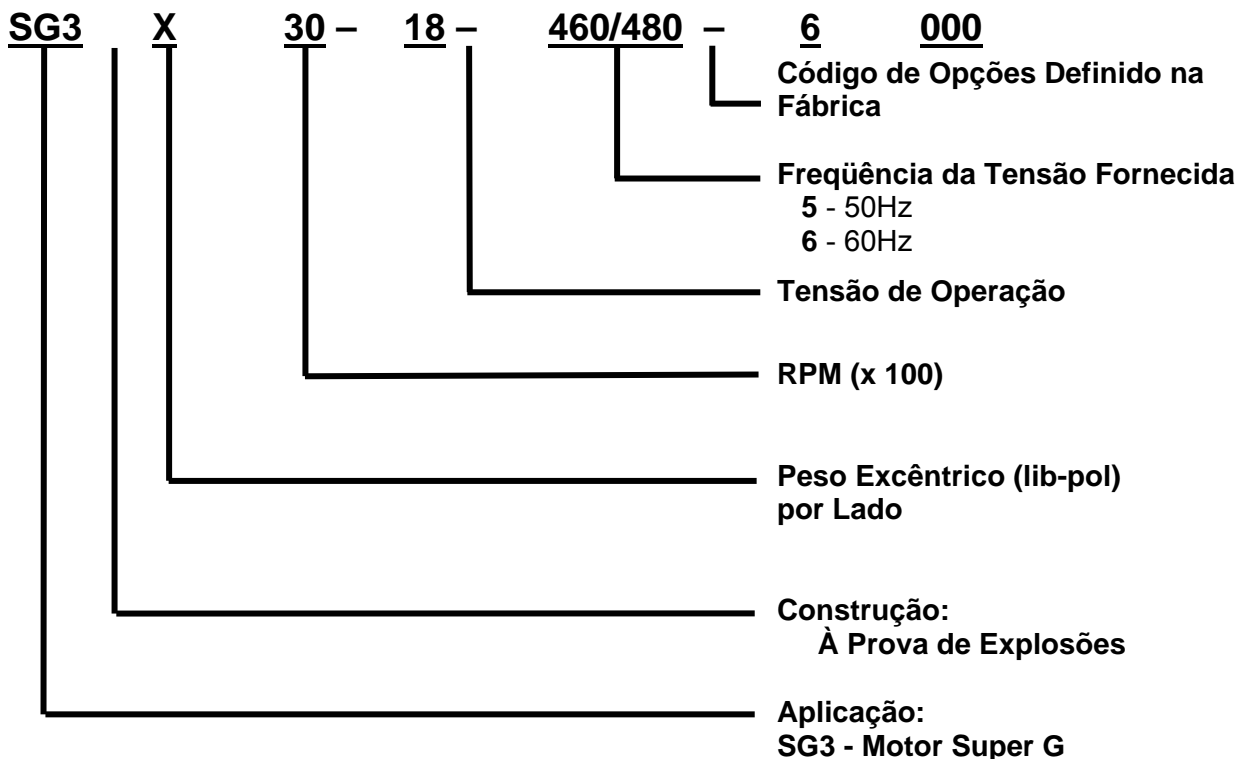 SG3 X 30 – 18 – 460/480 – 6 000
Código de Opções Definido na
Fábrica
Freqüência da Tensão Fornecida
5 - 50Hz
6 - 60Hz
Tensão de Operação
RPM (x 100)
Peso Excêntrico (lib-pol)
por Lado
Construção:
À Prova de Explosões
Aplicação:
SG3 - Motor Super G